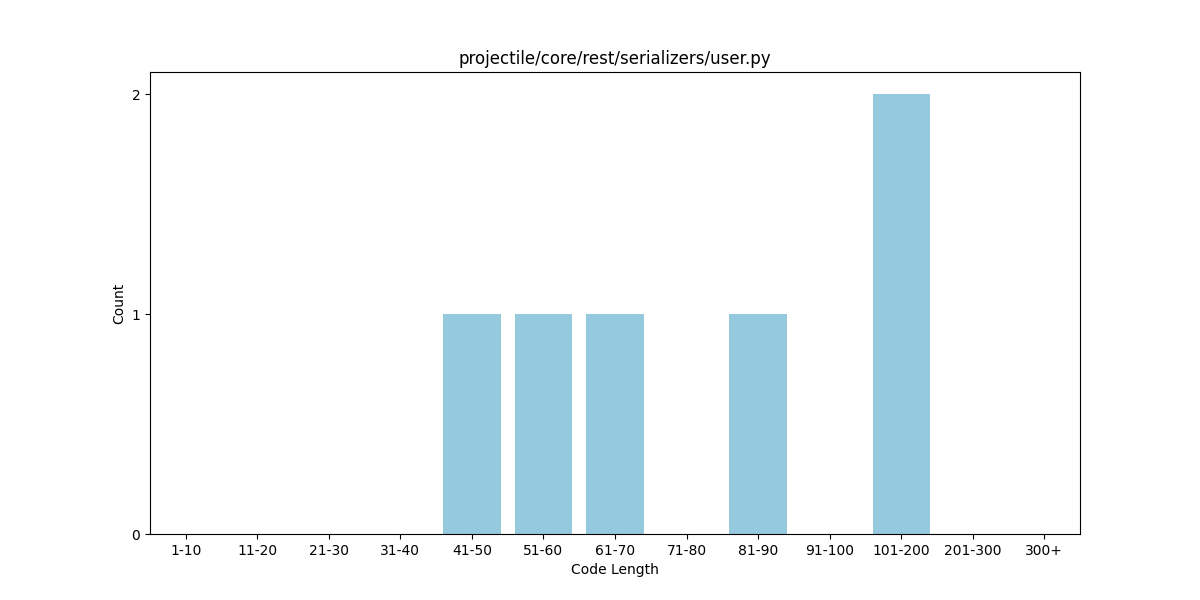 projectile/core/rest/serializers/user.py
2
1
0
Count
1-10 11-20 21-30 31-40 41-50 51-60 61-70 71-80 81-90 91-100 101-200 201-300 300+
Code Length